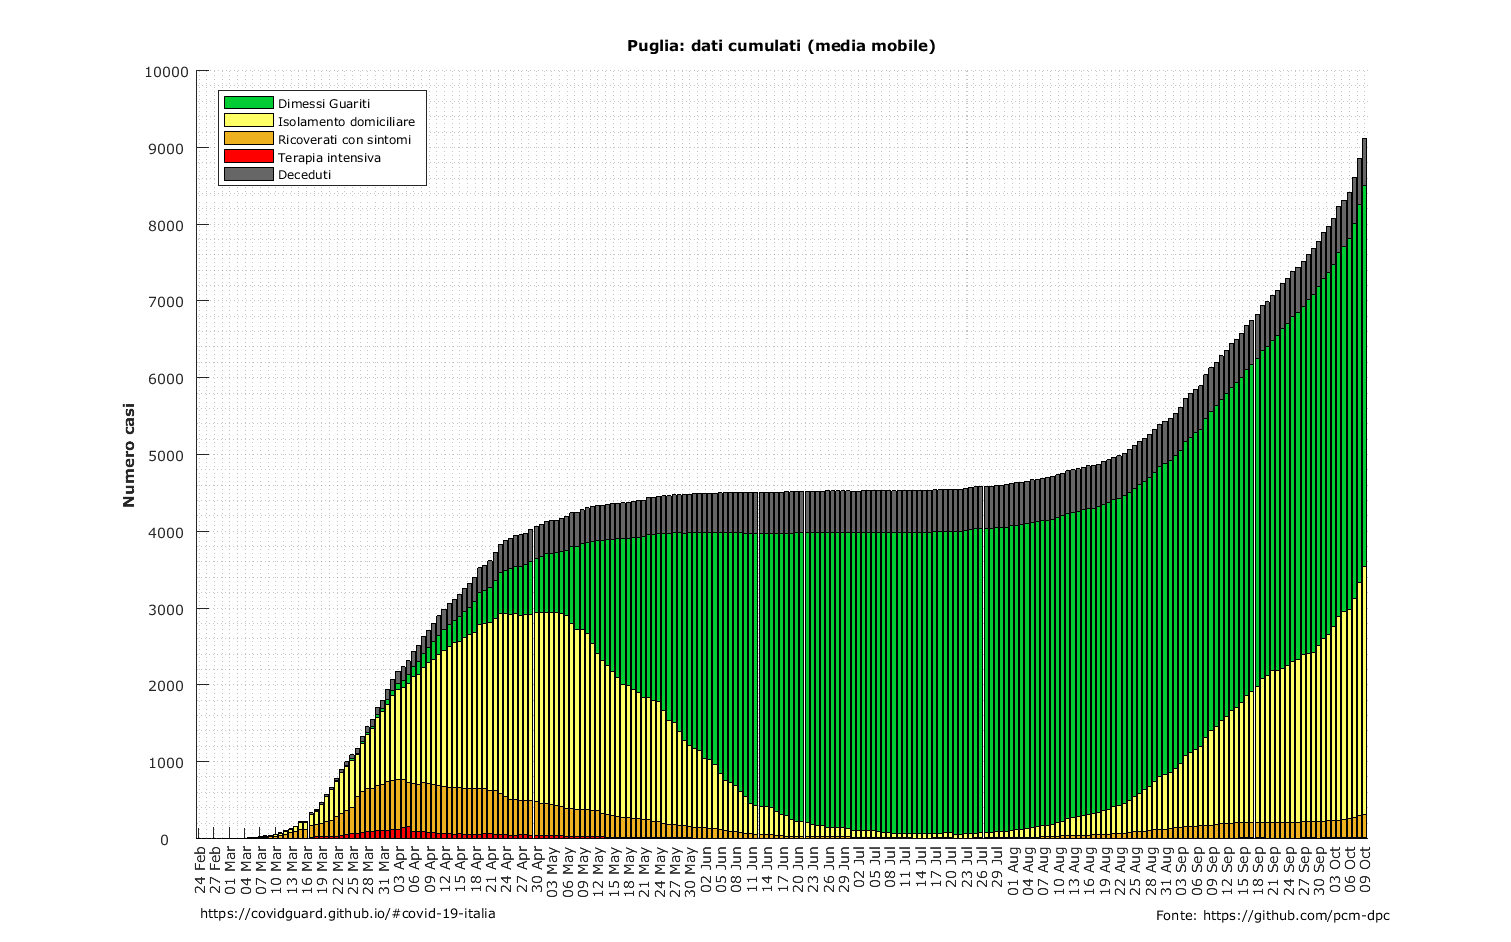 Puglia: dati cumulati (media mobile)
10000
9000
8000
7000
6000
5000
4000
3000
2000
1000
0
Numero casi
Dimessi Guariti
Isolamento domiciliare
Ricoverati con sintomi
Terapia intensiva
Deceduti
24 Feb
27 Feb
01 Mar
04 Mar
07 Mar
10 Mar
13 Mar
16 Mar
19 Mar
22 Mar
25 Mar
28 Mar
31 Mar
03 Apr
06 Apr
09 Apr
12 Apr
15 Apr
18 Apr
21 Apr
24 Apr
27 Apr
30 Apr
03 May
06 May
09 May
12 May
15 May
18 May
21 May
24 May
27 May
30 May
02 Jun
05 Jun
08 Jun
11 Jun
14 Jun
17 Jun
20 Jun
23 Jun
26 Jun
29 Jun
02 Jul
05 Jul
08 Jul
11 Jul
14 Jul
17 Jul
20 Jul
23 Jul
26 Jul
29 Jul
01 Aug
04 Aug
07 Aug
10 Aug
13 Aug
16 Aug
19 Aug
22 Aug
25 Aug
28 Aug
31 Aug
03 Sep
06 Sep
09 Sep
12 Sep
15 Sep
18 Sep
21 Sep
24 Sep
27 Sep
30 Sep
03 Oct
06 Oct
09 Oct
https://covidguard.github.io/#covid-19-italia
Fonte: https://github.com/pcm-dpc